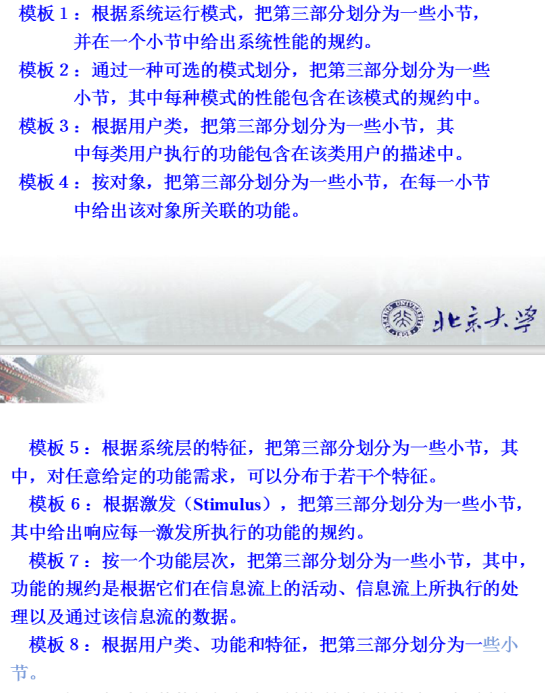 模板1：根据系统运行模式，把第三部分划分为一些小节，
并在一个小节中给出系统性能的规约。
模板2：通过一种可选的模式划分，把第三部分划分为一些
小节，其中每种模式的性能包含在该模式的规约中。
模板3：根据用户类，把第三部分划分为一些小节，其
中每类用户执行的功能包含在该类用户的描述中。
模板4：按对象，把第三部分划分为一些小节，在每一小节
中给出该对象所关联的功能。
北京大学
模板5：根据系统层的特征，把第三部分划分为一些小节，其
中，对任意给定的功能需求，可以分布于若干个特征。
模板6：根据激发（Stimulus），把第三部分划分为一些小节，
其中给出响应每一激发所执行的功能的规约。
模板7：按一个功能层次，把第三部分划分为一些小节，其中，
功能的规约是根据它们在信息流上的活动、信息流上所执行的处
理以及通过该信息流的数据。
模板8：根据用户类、功能和特征，把第三部分划分为一些小
节。